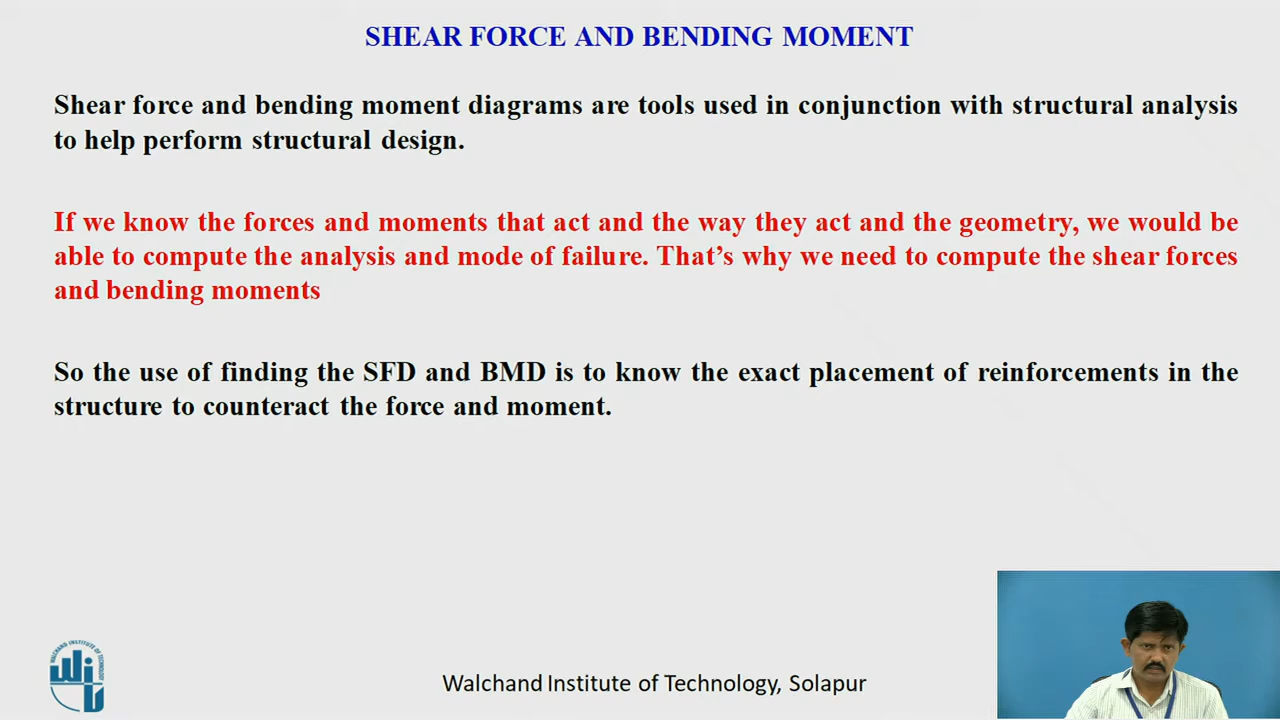 SHEAR FORCE AND BENDING MOMENT
Shear force and bending moment diagrams are tools used in conjunction with structural analysis
to help perform structural design.
If we know the forces and moments that act and the way they act and the geometry, we would be
able to compute the analysis and mode of failure. That's why we need to compute the shear forces
and bending moments
So the use of finding the SFD and BMD is to know the exact placement of reinforcements in the
structure to counteract the force and moment.
WALCHAND INSTITUTE OF TECHNOLOGY
WIT
Walchand Institute of Technology, Solapur